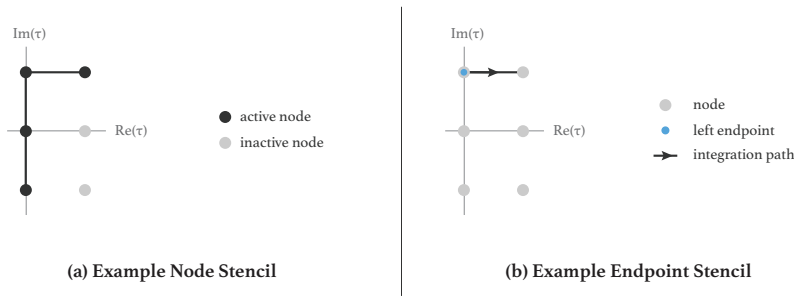 Im(τ)
Re(τ)
active node
inactive node
(a) Example Node Stencil
Im(τ)
Re(τ)
node
left endpoint
integration path
(b) Example Endpoint Stencil